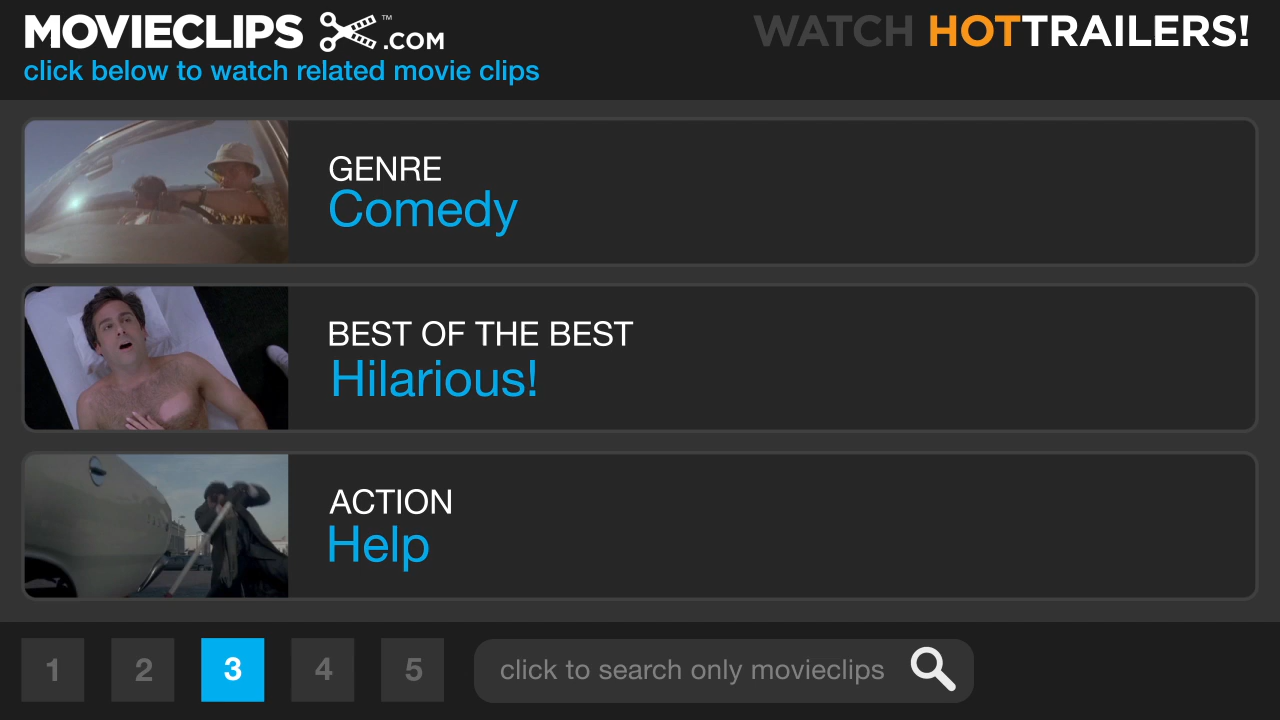 MOVIECLIPS ™ .COM
WATCH HOTTRAILERS!
click below to watch related movie clips
GENRE
Comedy
BEST OF THE BEST
Hilarious!
ACTION
Help
1 2 3 4 5 click to search only movieclips